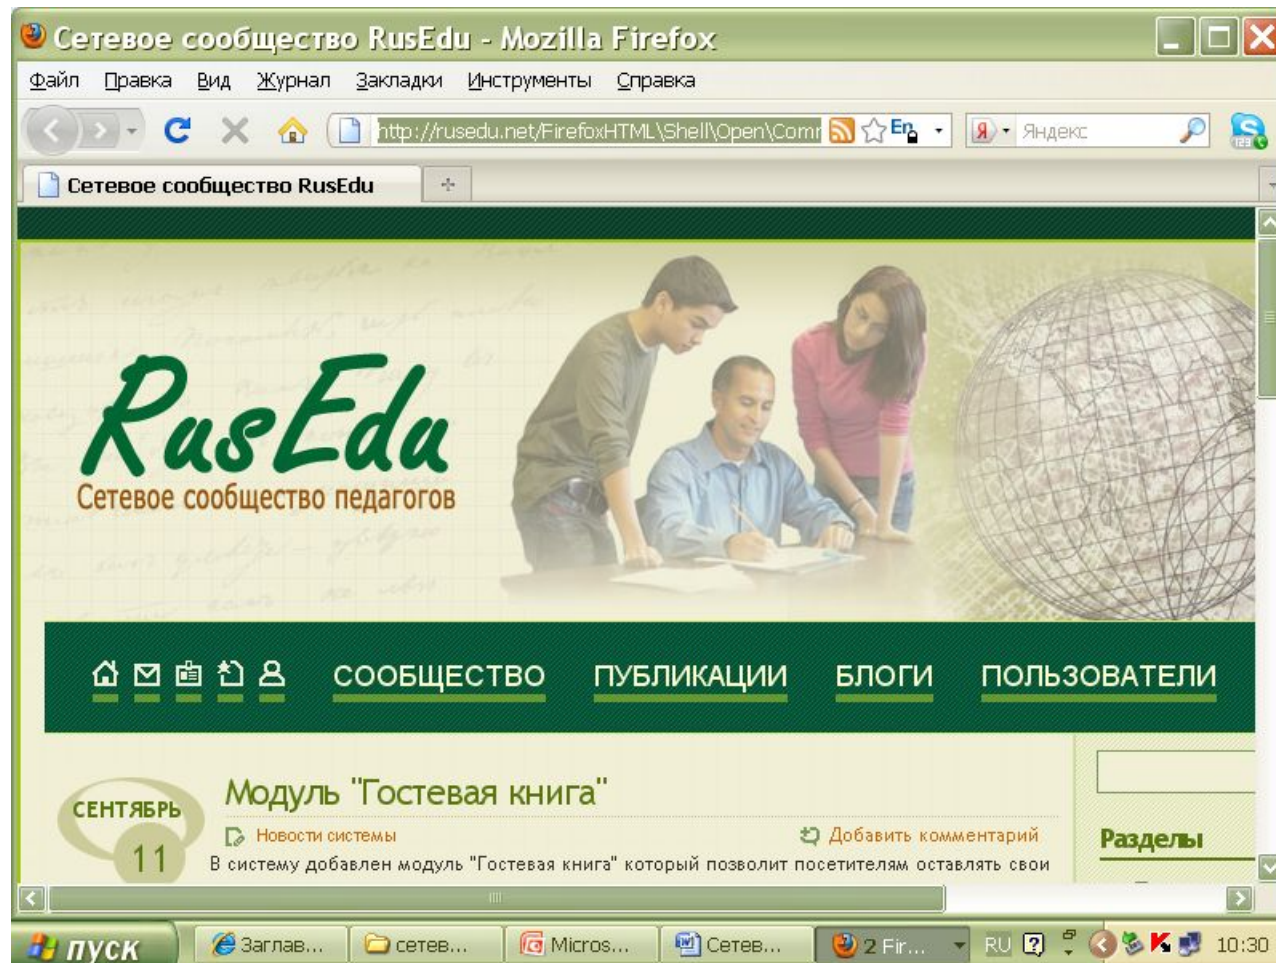 Сетевое сообщество RusEdu - Mozilla Firefox
Файл Правка Вид Журнал Закладки Инструменты Справка
http://rusedu.net/FirefoxHTML\Shell\Open\Com En Я Яндекс
Сетевое сообщество RusEdu
RusEdu
Сетевое сообщество педагогов
СООБЩЕСТВО ПУБЛИКАЦИИ БЛОГИ ПОЛЬЗОВАТЕЛИ
Модуль "Гостевая книга"
СЕНТЯБРЬ
11
Новости системы Добавить комментарий
Разделы
В систему добавлен модуль "Гостевая книга" который позволит посетителям оставлять свои
пуск Заглав... сетев... Micros... Сетев... 2 Fir... RU 10:30